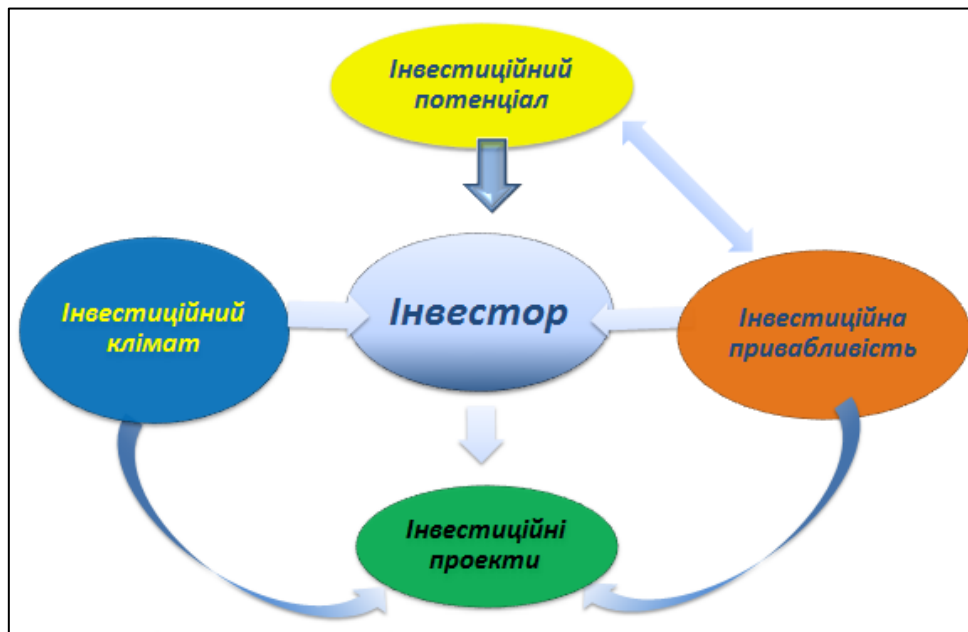 Інвестиційний
потенціал
Інвестиційний
клімат
Інвестор
Інвестиційна
привабливість
Інвестиційні
проекти